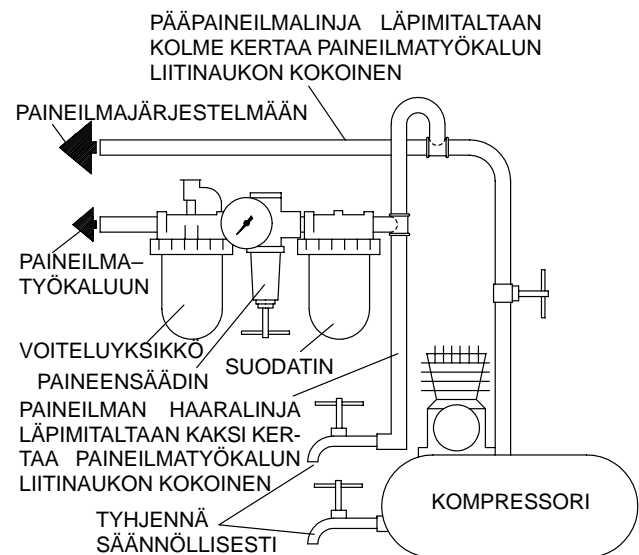 PÄÄPAINEILMALINJA LÄPIMITALTAAN
KOLME KERTAA PAINEILMATYÖKALUN
LIITINAUKON KOKOINEN
PAINEILMAJÄRJESTELMÄÄN
PAINEILMA–
TYÖKALUUN
VOITELUYKSIKKÖ
SUODATIN
PAINEENSÄÄDIN
PAINEILMAN HAARALINJA
LÄPIMITALTAAN KAKSI KER-
TAA PAINEILMATYÖKALUN
LIITINAUKON KOKOINEN
KOMPRESSORI
TYHJENNÄ
SÄÄNNÖLLISESTI